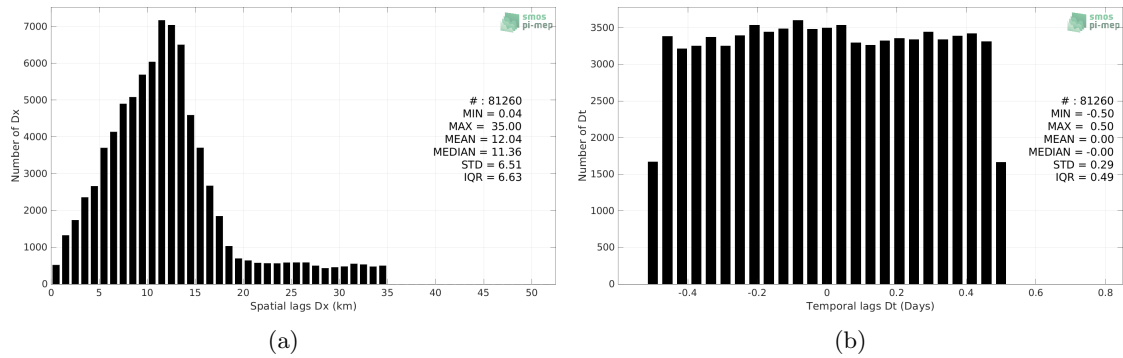 7000
6000
5000
4000
3000
2000
1000
0
Number of Dx
0 5 10 15 20 25 30 35 40 45 50
Spatial lags Dx (km)
smos
pi-mep
# : 81260
MIN = 0.04
MAX = 35.00
MEAN = 12.04
MEDIAN = 11.36
STD = 6.51
IQR = 6.63
(a)
3500
3000
2500
2000
1500
1000
500
0
Number of Dt
-0.4 -0.2 0 0.2 0.4 0.6 0.8
Temporal lags Dt (Days)
smos
pi-mep
# : 81260
MIN = -0.50
MAX = 0.50
MEAN = 0.00
MEDIAN = -0.00
STD = 0.29
IQR = 0.49
(b)